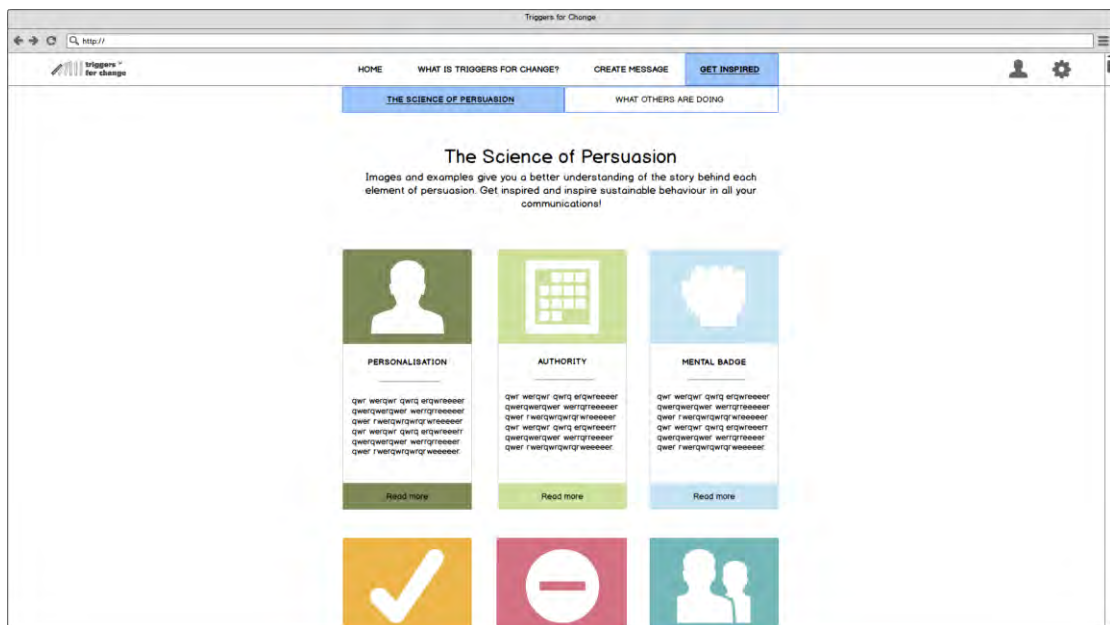 Triggers for Change
http://
triggers™
for change
HOME WHAT IS TRIGGERS FOR CHANGE? CREATE MESSAGE GET INSPIRED
THE SCIENCE OF PERSUASION WHAT OTHERS ARE DOING
The Science of Persuasion
Images and examples give you a better understanding of the story behind each
element of persuasion. Get inspired and inspire sustainable behaviour in all your
communications!
PERSONALISATION
qwr werqwr qwrq erqwreeeer
qwerqwerqwer werrqrreeeeer
qwer rwerqwrqwrqrwreeeeer
qwr werqwr qwrq erqwreeeerr
qwerqwerqwer werrqrreeeer
qwer rwerqwrqwrqrweeeeer.
Read more
AUTHORITY
qwr werqwr qwrq erqwreeeer
qwerqwerqwer werrqrreeeeer
qwer rwerqwrqwrqrwreeeeer
qwr werqwr qwrq erqwreeeerr
qwerqwerqwer werrqrreeeer
qwer rwerqwrqwrqrweeeeer.
Read more
MENTAL BADGE
qwr werqwr qwrq erqwreeeer
qwerqwerqwer werrqrreeeeer
qwer rwerqwrqwrqrwreeeeer
qwr werqwr qwrq erqwreeeerr
qwerqwerqwer werrqrreeeer
qwer rwerqwrqwrqrweeeeer.
Read more